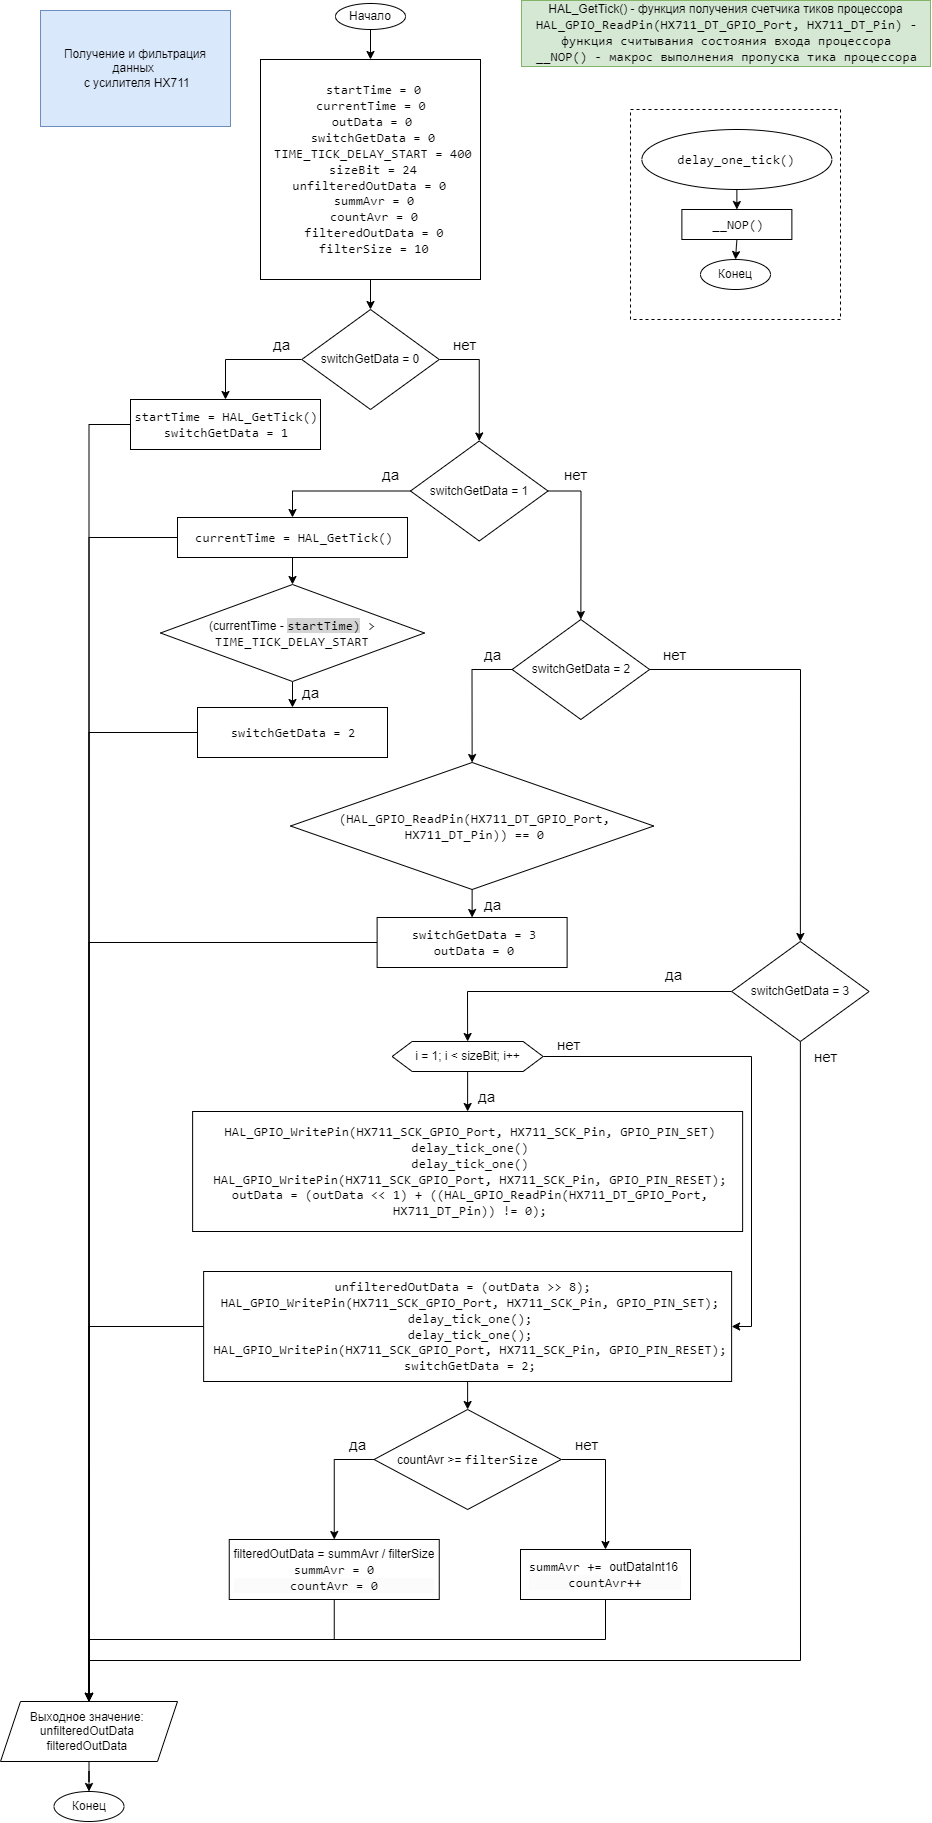 Получение и фильтрация
данных
с усилителя HX711
Начало
HAL_GetTick() - функция получения счетчика тиков процессора
HAL_GPIO_ReadPin(HX711_DT_GPIO_Port, HX711_DT_Pin) -
функция считывания состояния входа процессора
__NOP() - макрос выполнения пропуска тика процессора
startTime = 0
currentTime = 0
outData = 0
switchGetData = 0
TIME_TICK_DELAY_START = 400
sizeBit = 24
unfilteredOutData = 0
summAvr = 0
countAvr = 0
filteredOutData = 0
filterSize = 10
delay_one_tick()
__NOP()
Конец
switchGetData = 0
да
нет
startTime = HAL_GetTick()
switchGetData = 1
switchGetData = 1
да
нет
currentTime = HAL_GetTick()
(currentTime - startTime) >
TIME_TICK_DELAY_START
да
switchGetData = 2
switchGetData = 2
да
нет
(HAL_GPIO_ReadPin(HX711_DT_GPIO_Port,
HX711_DT_Pin)) == 0
да
switchGetData = 3
outData = 0
switchGetData = 3
да
нет
i = 1; i < sizeBit; i++
нет
да
HAL_GPIO_WritePin(HX711_SCK_GPIO_Port, HX711_SCK_Pin, GPIO_PIN_SET)
delay_tick_one()
delay_tick_one()
HAL_GPIO_WritePin(HX711_SCK_GPIO_Port, HX711_SCK_Pin, GPIO_PIN_RESET);
outData = (outData << 1) + ((HAL_GPIO_ReadPin(HX711_DT_GPIO_Port,
HX711_DT_Pin)) != 0);
unfilteredOutData = (outData >> 8);
HAL_GPIO_WritePin(HX711_SCK_GPIO_Port, HX711_SCK_Pin, GPIO_PIN_SET);
delay_tick_one();
delay_tick_one();
HAL_GPIO_WritePin(HX711_SCK_GPIO_Port, HX711_SCK_Pin, GPIO_PIN_RESET);
switchGetData = 2;
countAvr >= filterSize
да
нет
filteredOutData = summAvr / filterSize
summAvr = 0
countAvr = 0
summAvr += outDataInt16
countAvr++
Выходное значение:
unfilteredOutData
filteredOutData
Конец